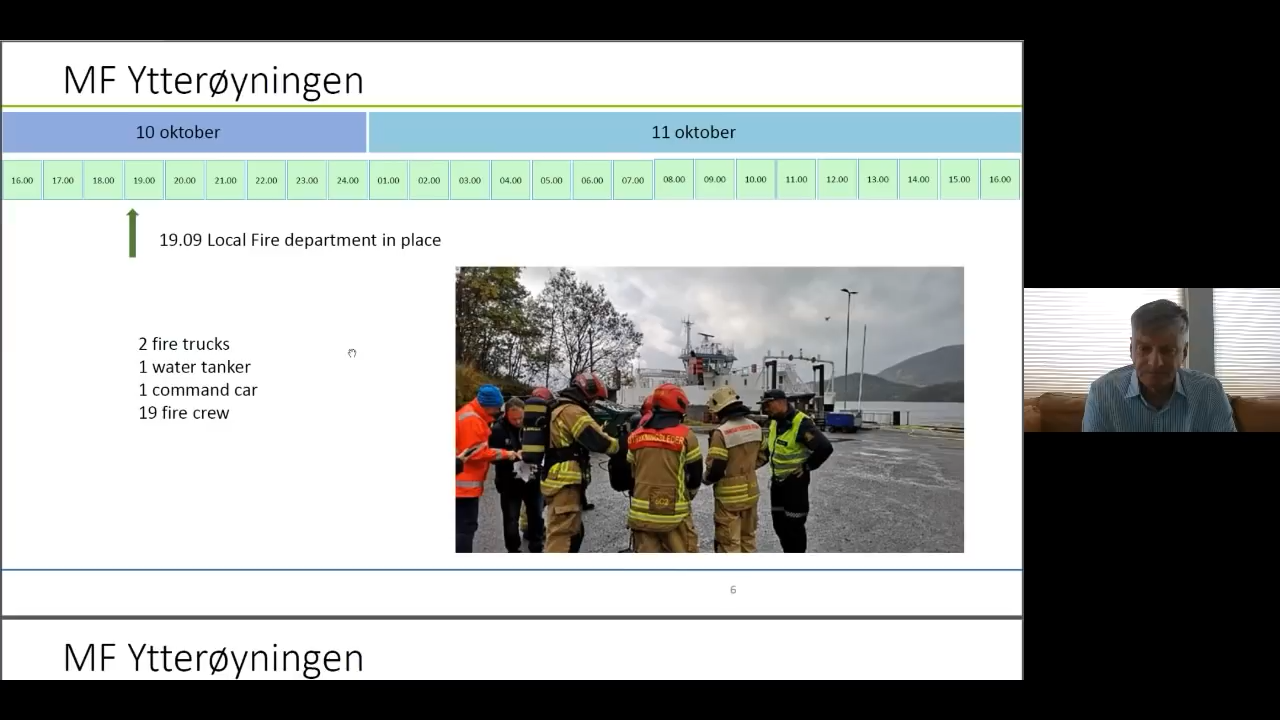 MF Ytterøyningen
10 oktober 11 oktober
16.00 17.00 18.00 19.00 20.00 21.00 22.00 23.00 24.00 01.00 02.00 03.00 04.00 05.00 06.00 07.00 08.00 09.00 10.00 11.00 12.00 13.00 14.00 15.00 16.00
19.09 Local Fire department in place
2 fire trucks
1 water tanker
1 command car
19 fire crew
6
MF Ytterøyningen